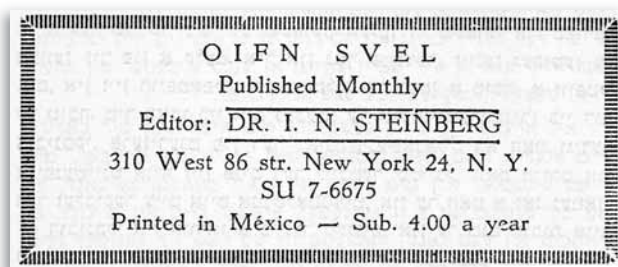 OIFN SVEL
Published Monthly
Editor: DR. I. N. STEINBERG
310 West 86 str. New York 24, N. Y
SU 7-6675
Printed in México — Sub. 4.00 a year